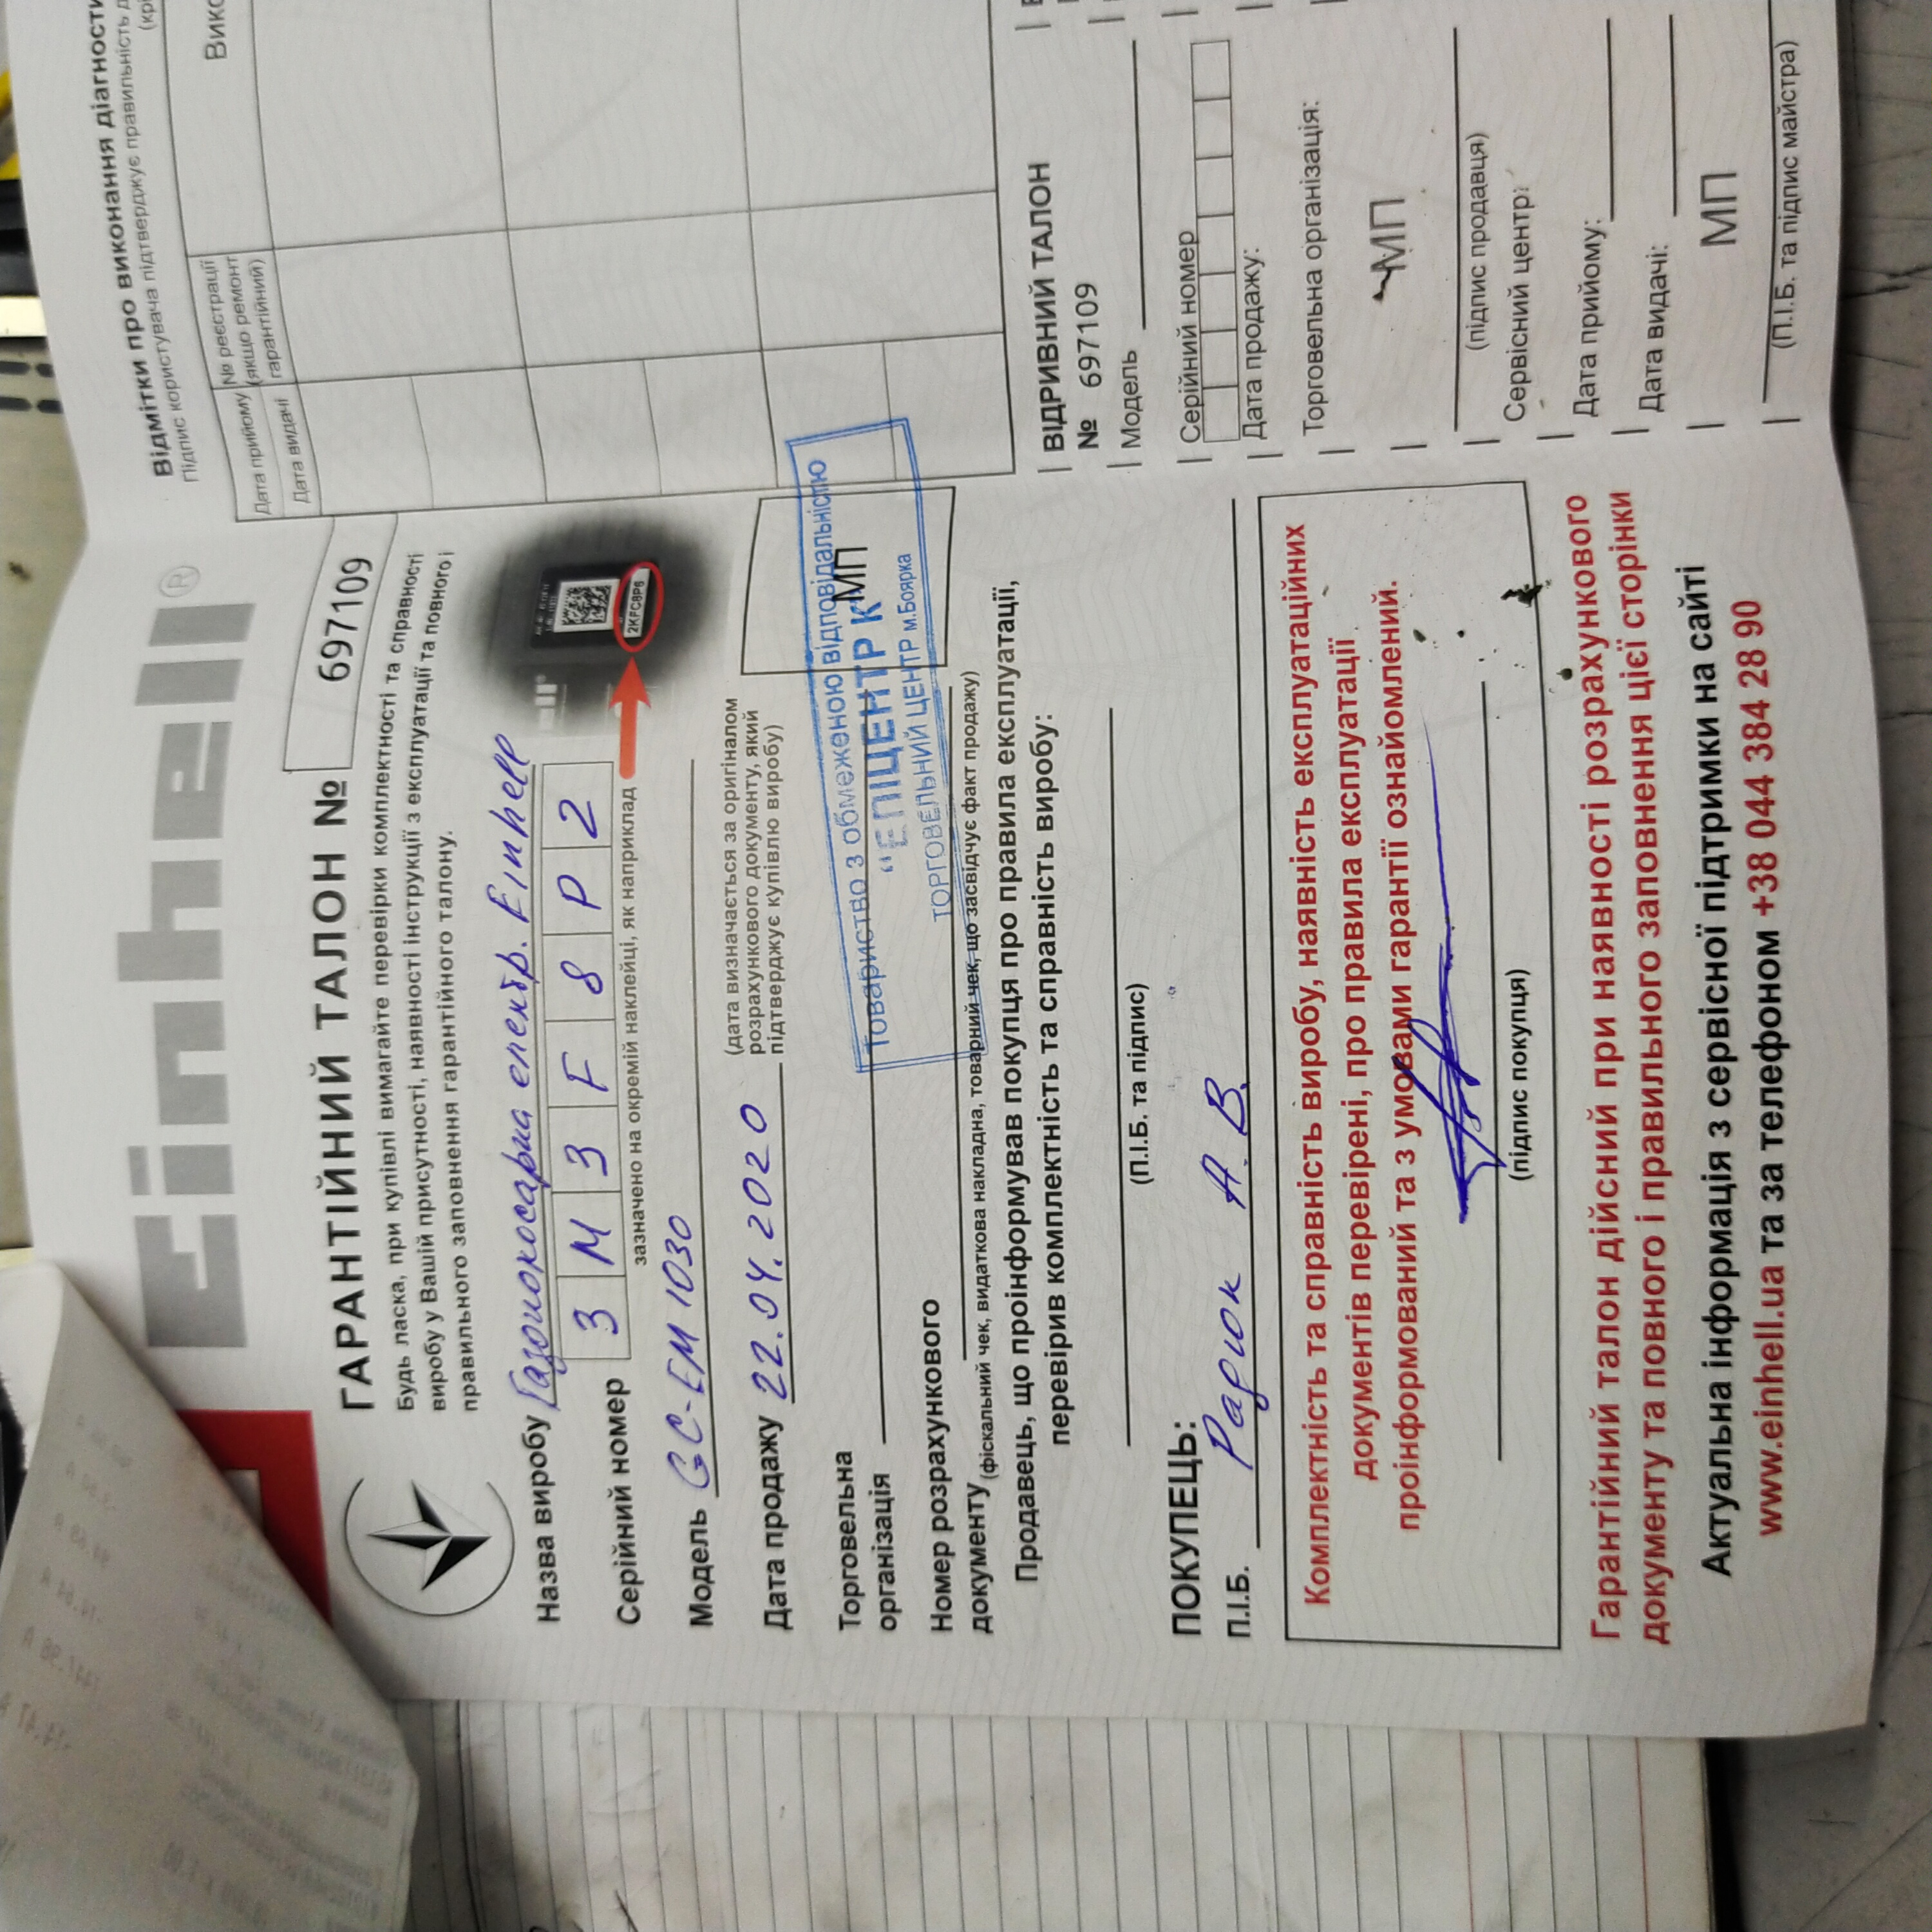 Einhell®
ГАРАНТІЙНИЙ ТАЛОН № 697109
Будь ласка, при купівлі вимагайте перевірки комплектності та справності
виробу у Вашій присутності, наявності інструкції з експлуатації та повного і
правильного заповнення гарантійного талону.
Назва виробу Газонокосарка електр. Einhell
Серійний номер 3 M 3 F 8 P 2
зазначено на окремій наклейці, як наприклад
2KFC8P6
Модель GC-EM 1030
Дата продажу 22.04.2020
(дата визначається за оригіналом
розрахункового документу, який
підтверджує купівлю виробу)
Торговельна
організація
Товариство з обмеженою відповідальністю
“ЕПІЦЕНТР К”
ТОРГОВЕЛЬНИЙ ЦЕНТР м.Боярка
МП
Номер розрахункового
документу
(фіскальний чек, видаткова накладна, товарний чек, що засвідчує факт продажу)
Продавець, що проінформував покупця про правила експлуатації,
перевірив комплектність та справність виробу:
(П.І.Б. та підпис)
ПОКУПЕЦЬ:
П.І.Б. А. В.
Комплектність та справність виробу, наявність експлуатаційних
документів перевірені, про правила експлуатації
проінформований та з умовами гарантії ознайомлений.
(підпис покупця)
Гарантійний талон дійсний при наявності розрахункового
документу та повного і правильного заповнення цієї сторінки
Актуальна інформація з сервісної підтримки на сайті
www.einhell.ua та за телефоном +38 044 384 28 90
Відмітки про виконання діагности
Підпис користувача підтверджує правильність
Дата прийому
Дата видачі
№ реєстрації
(якщо ремонт
гарантійний)
Вико
ВІДРИВНИЙ ТАЛОН
№ 697109
Модель
Серійний номер
Дата продажу:
Торговельна організація:
МП
(підпис продавця)
Сервісний центр:
Дата прийому:
Дата видачі:
МП
(П.І.Б. та підпис майстра)